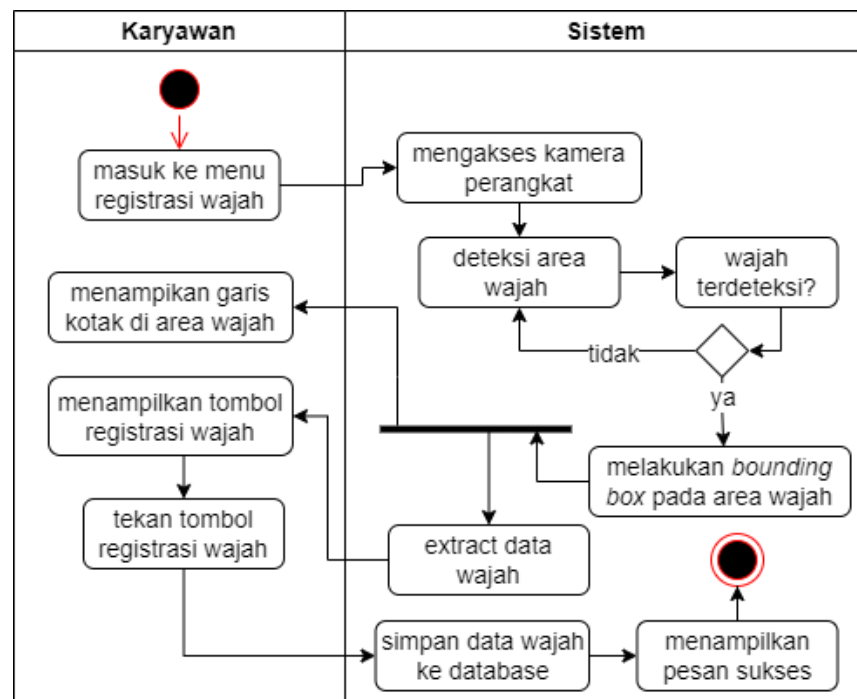 Karyawan
Sistem
masuk ke menu
registrasi wajah
mengakses kamera
perangkat
deteksi area
wajah
wajah
terdeteksi?
tidak
ya
menampikan garis
kotak di area wajah
melakukan bounding
box pada area wajah
extract data
wajah
menampilkan tombol
registrasi wajah
tekan tombol
registrasi wajah
simpan data wajah
ke database
menampilkan
pesan sukses